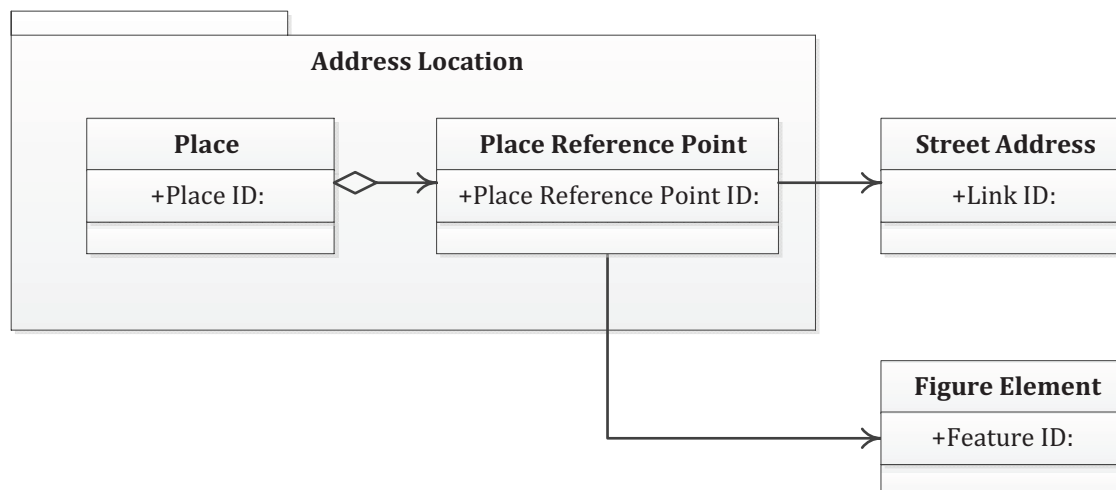 Address Location
Place
+Place ID:
Place Reference Point
+Place Reference Point ID:
Street Address
+Link ID:
Figure Element
+Feature ID: